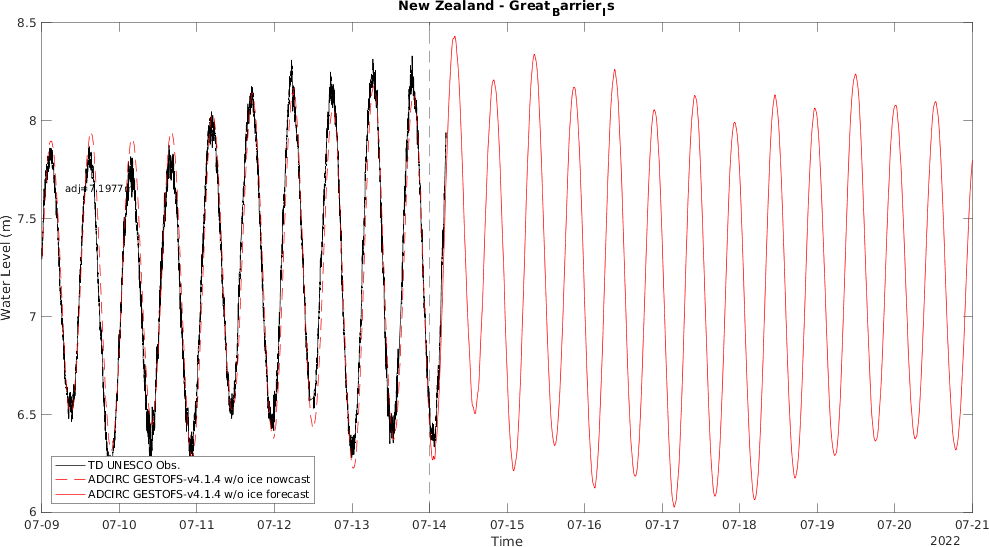 New Zealand - Great_Barrier_Is
8.5
8
7.5
7
6.5
6
Water Level (m)
adj=7.1977m
TD UNESCO Obs.
ADCIRC GESTOFS-v4.1.4 w/o ice nowcast
ADCIRC GESTOFS-v4.1.4 w/o ice forecast
07-09 07-10 07-11 07-12 07-13 07-14 07-15 07-16 07-17 07-18 07-19 07-20 07-21
Time
2022